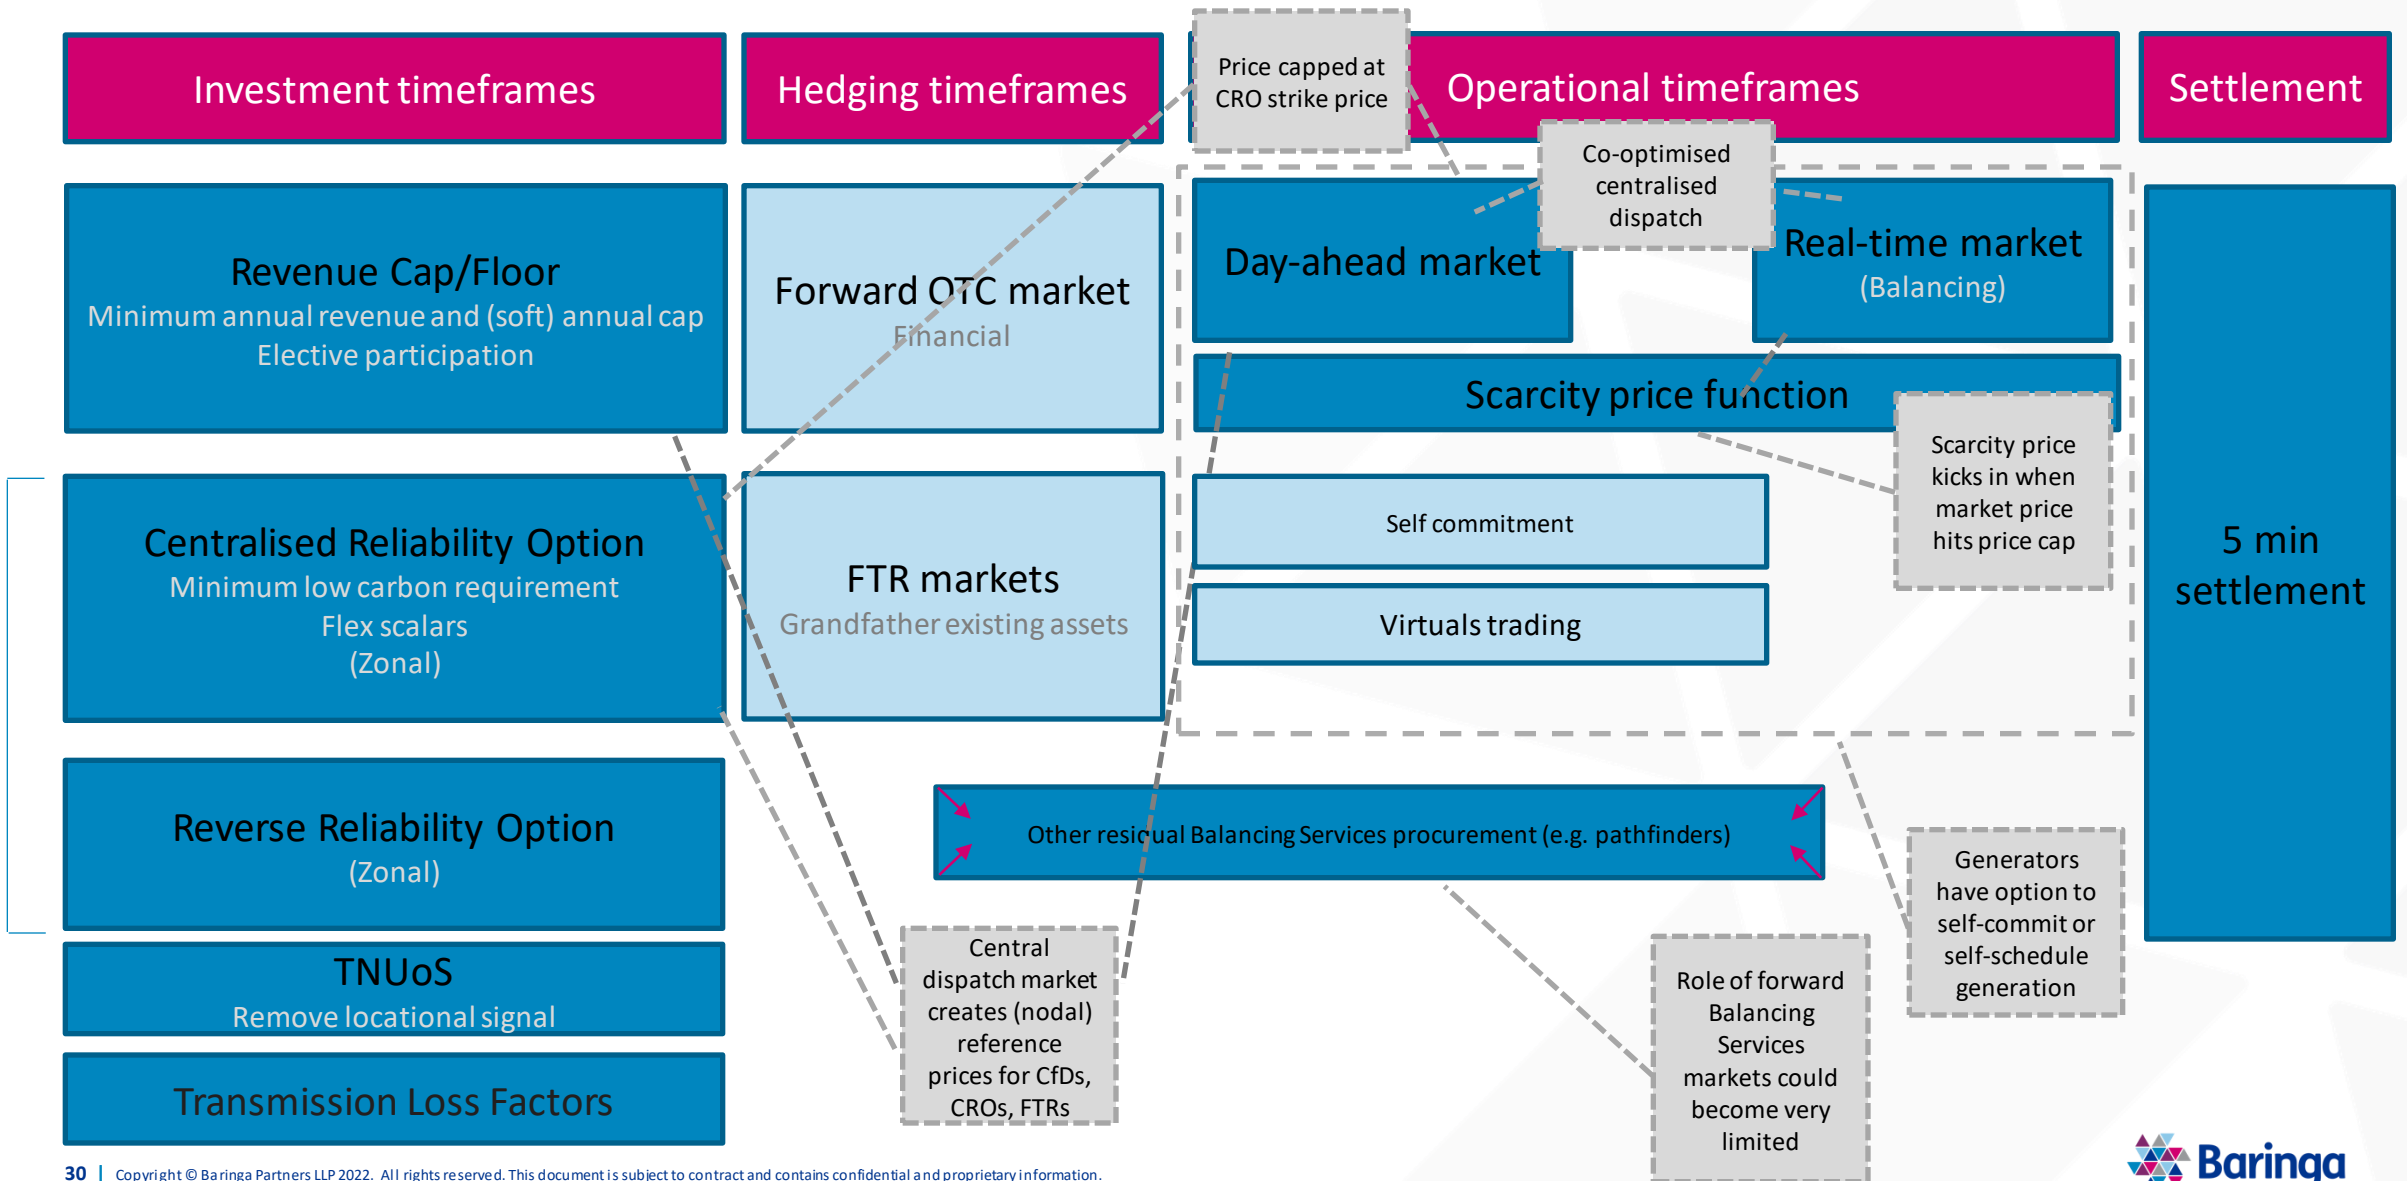 Investment timeframes
Hedging timeframes
Price capped at
CRO strike price
Operational timeframes
Settlement
Revenue Cap/Floor
Minimum annual revenue and (soft) annual cap
Elective participation
Forward OTC market
Financial
Day-ahead market
Co-optimised
centralised
dispatch
Real-time market
(Balancing)
Scarcity price function
Scarcity price
kicks in when
market price
hits price cap
Centralised Reliability Option
Minimum low carbon requirement
Flex scalars
(Zonal)
FTR markets
Grandfather existing assets
Self commitment
Virtuals trading
5 min
settlement
Reverse Reliability Option
(Zonal)
Other residual Balancing Services procurement (e.g. pathfinders)
Generators
have option to
self-commit or
self-schedule
generation
TNUoS
Remove locational signal
Central
dispatch market
creates (nodal)
reference
prices for CfDs,
CROs, FTRs
Role of forward
Balancing
Services
markets could
become very
limited
Transmission Loss Factors
30 | Copyright © Baringa Partners LLP 2022. All rights reserved. This document is subject to contract and contains confidential and proprietary information.
Baringa